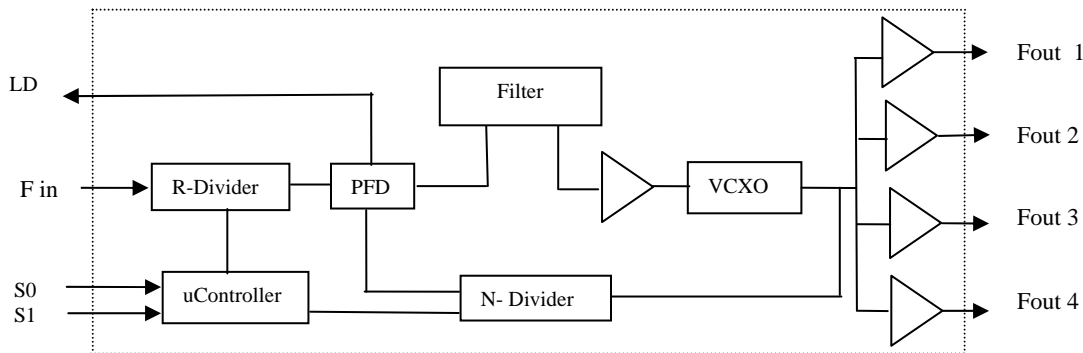 Fout 1
LD
Filter
Fout 2
F in
R-Divider
PFD
VCXO
Fout 3
S0
S1
uController
N- Divider
Fout 4